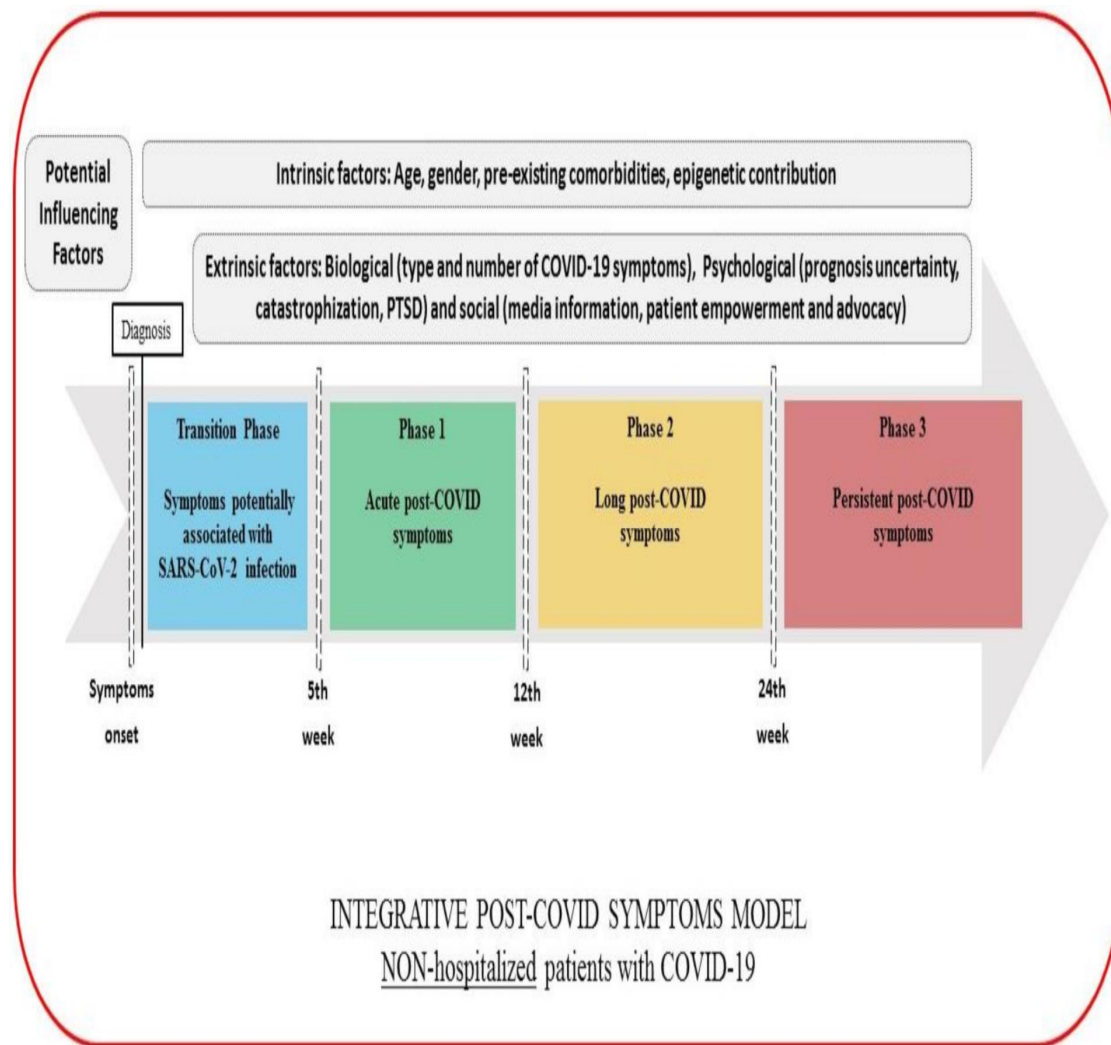 Potential
Influencing
Factors
Intrinsic factors: Age, gender, pre-existing comorbidities, epigenetic contribution
Extrinsic factors: Biological (type and number of COVID-19 symptoms), Psychological (prognosis uncertainty,
catastrophization, PTSD) and social (media information, patient empowerment and advocacy)
Diagnosis
Transition Phase
Symptoms potentially
associated with
SARS-CoV-2 infection
Phase 1
Acute post-COVID
symptoms
Phase 2
Long post-COVID
symptoms
Phase 3
Persistent post-COVID
symptoms
Symptoms
onset
5th
week
12th
week
24th
week
INTEGRATIVE POST-COVID SYMPTOMS MODEL
NON-hospitalized patients with COVID-19